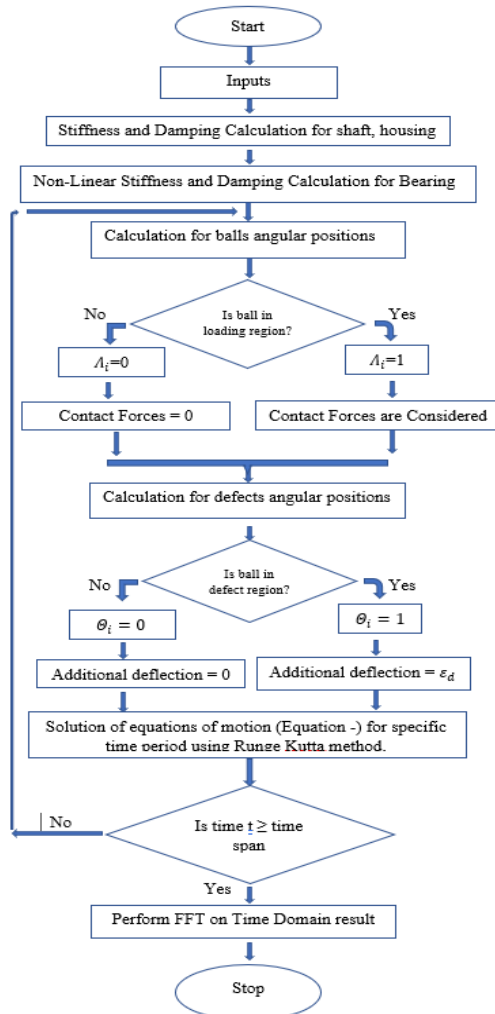 Start
Inputs
Stiffness and Damping Calculation for shaft, housing
Non-Linear Stiffness and Damping Calculation for Bearing
Calculation for balls angular positions
Is ball in
loading region?
No
Yes
Λᵢ=0
Λᵢ=1
Contact Forces = 0
Contact Forces are Considered
Calculation for defects angular positions
Is ball in
defect region?
No
Yes
Θᵢ = 0
Θᵢ = 1
Additional deflection = 0
Additional deflection = ε_d
Solution of equations of motion (Equation -) for specific
time period using Runge Kutta method.
Is time t ≥ time
span
No
Yes
Perform FFT on Time Domain result
Stop